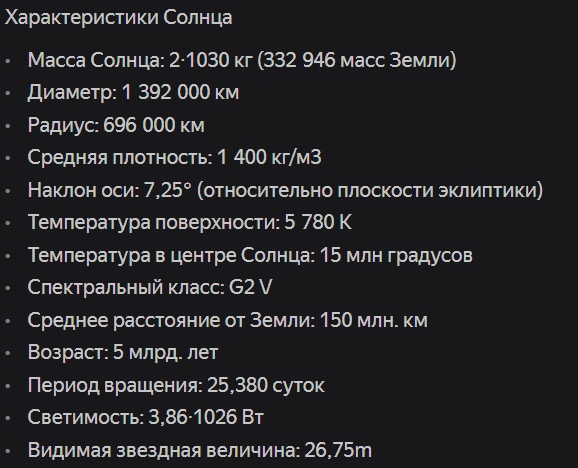 Характеристики Солнца
• Масса Солнца: 2·1030 кг (332 946 масс Земли)
• Диаметр: 1 392 000 км
• Радиус: 696 000 км
• Средняя плотность: 1 400 кг/м3
• Наклон оси: 7,25° (относительно плоскости эклиптики)
• Температура поверхности: 5 780 К
• Температура в центре Солнца: 15 млн градусов
• Спектральный класс: G2 V
• Среднее расстояние от Земли: 150 млн. км
• Возраст: 5 млрд. лет
• Период вращения: 25,380 суток
• Светимость: 3,86·1026 Вт
• Видимая звездная величина: 26,75m